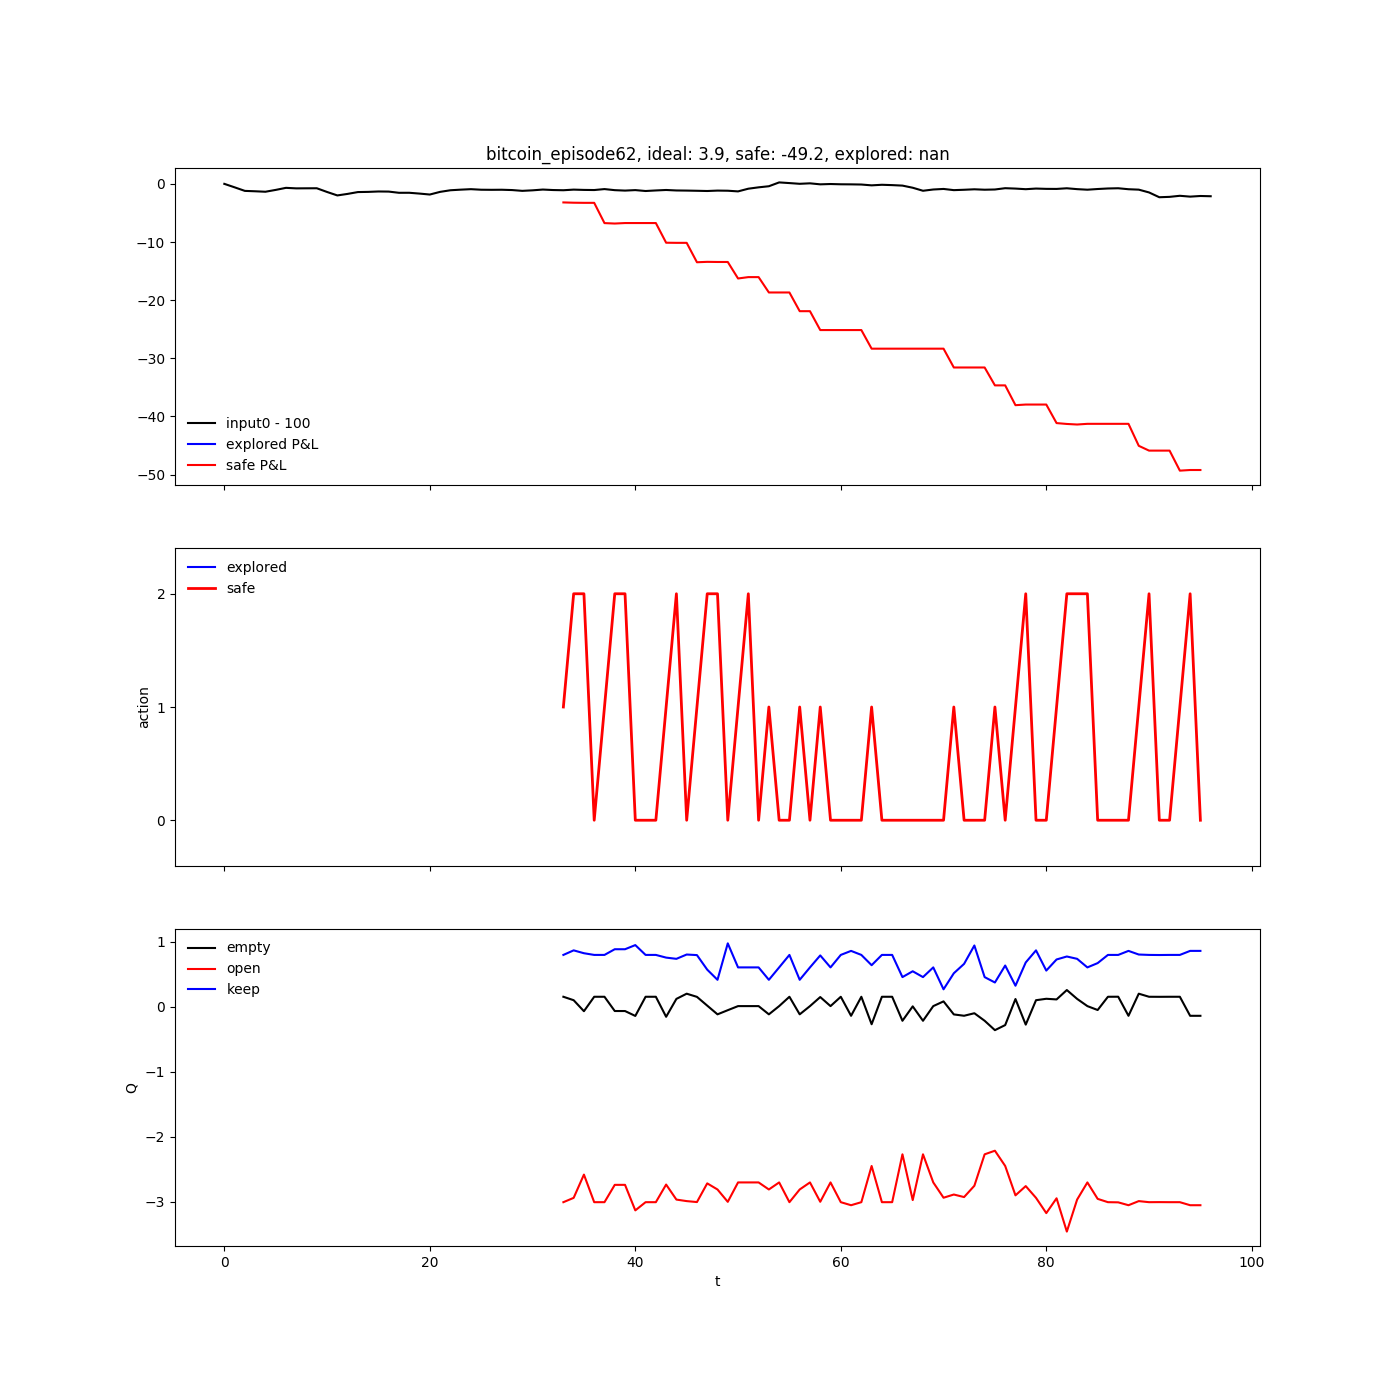 bitcoin_episode62, ideal: 3.9, safe: -49.2, explored: nan
0
−10
−20
−30
−40
−50
input0 - 100
explored P&L
safe P&L
explored
safe
2
1
0
action
empty
open
keep
1
0
−1
−2
−3
Q
0 20 40 60 80 100
t